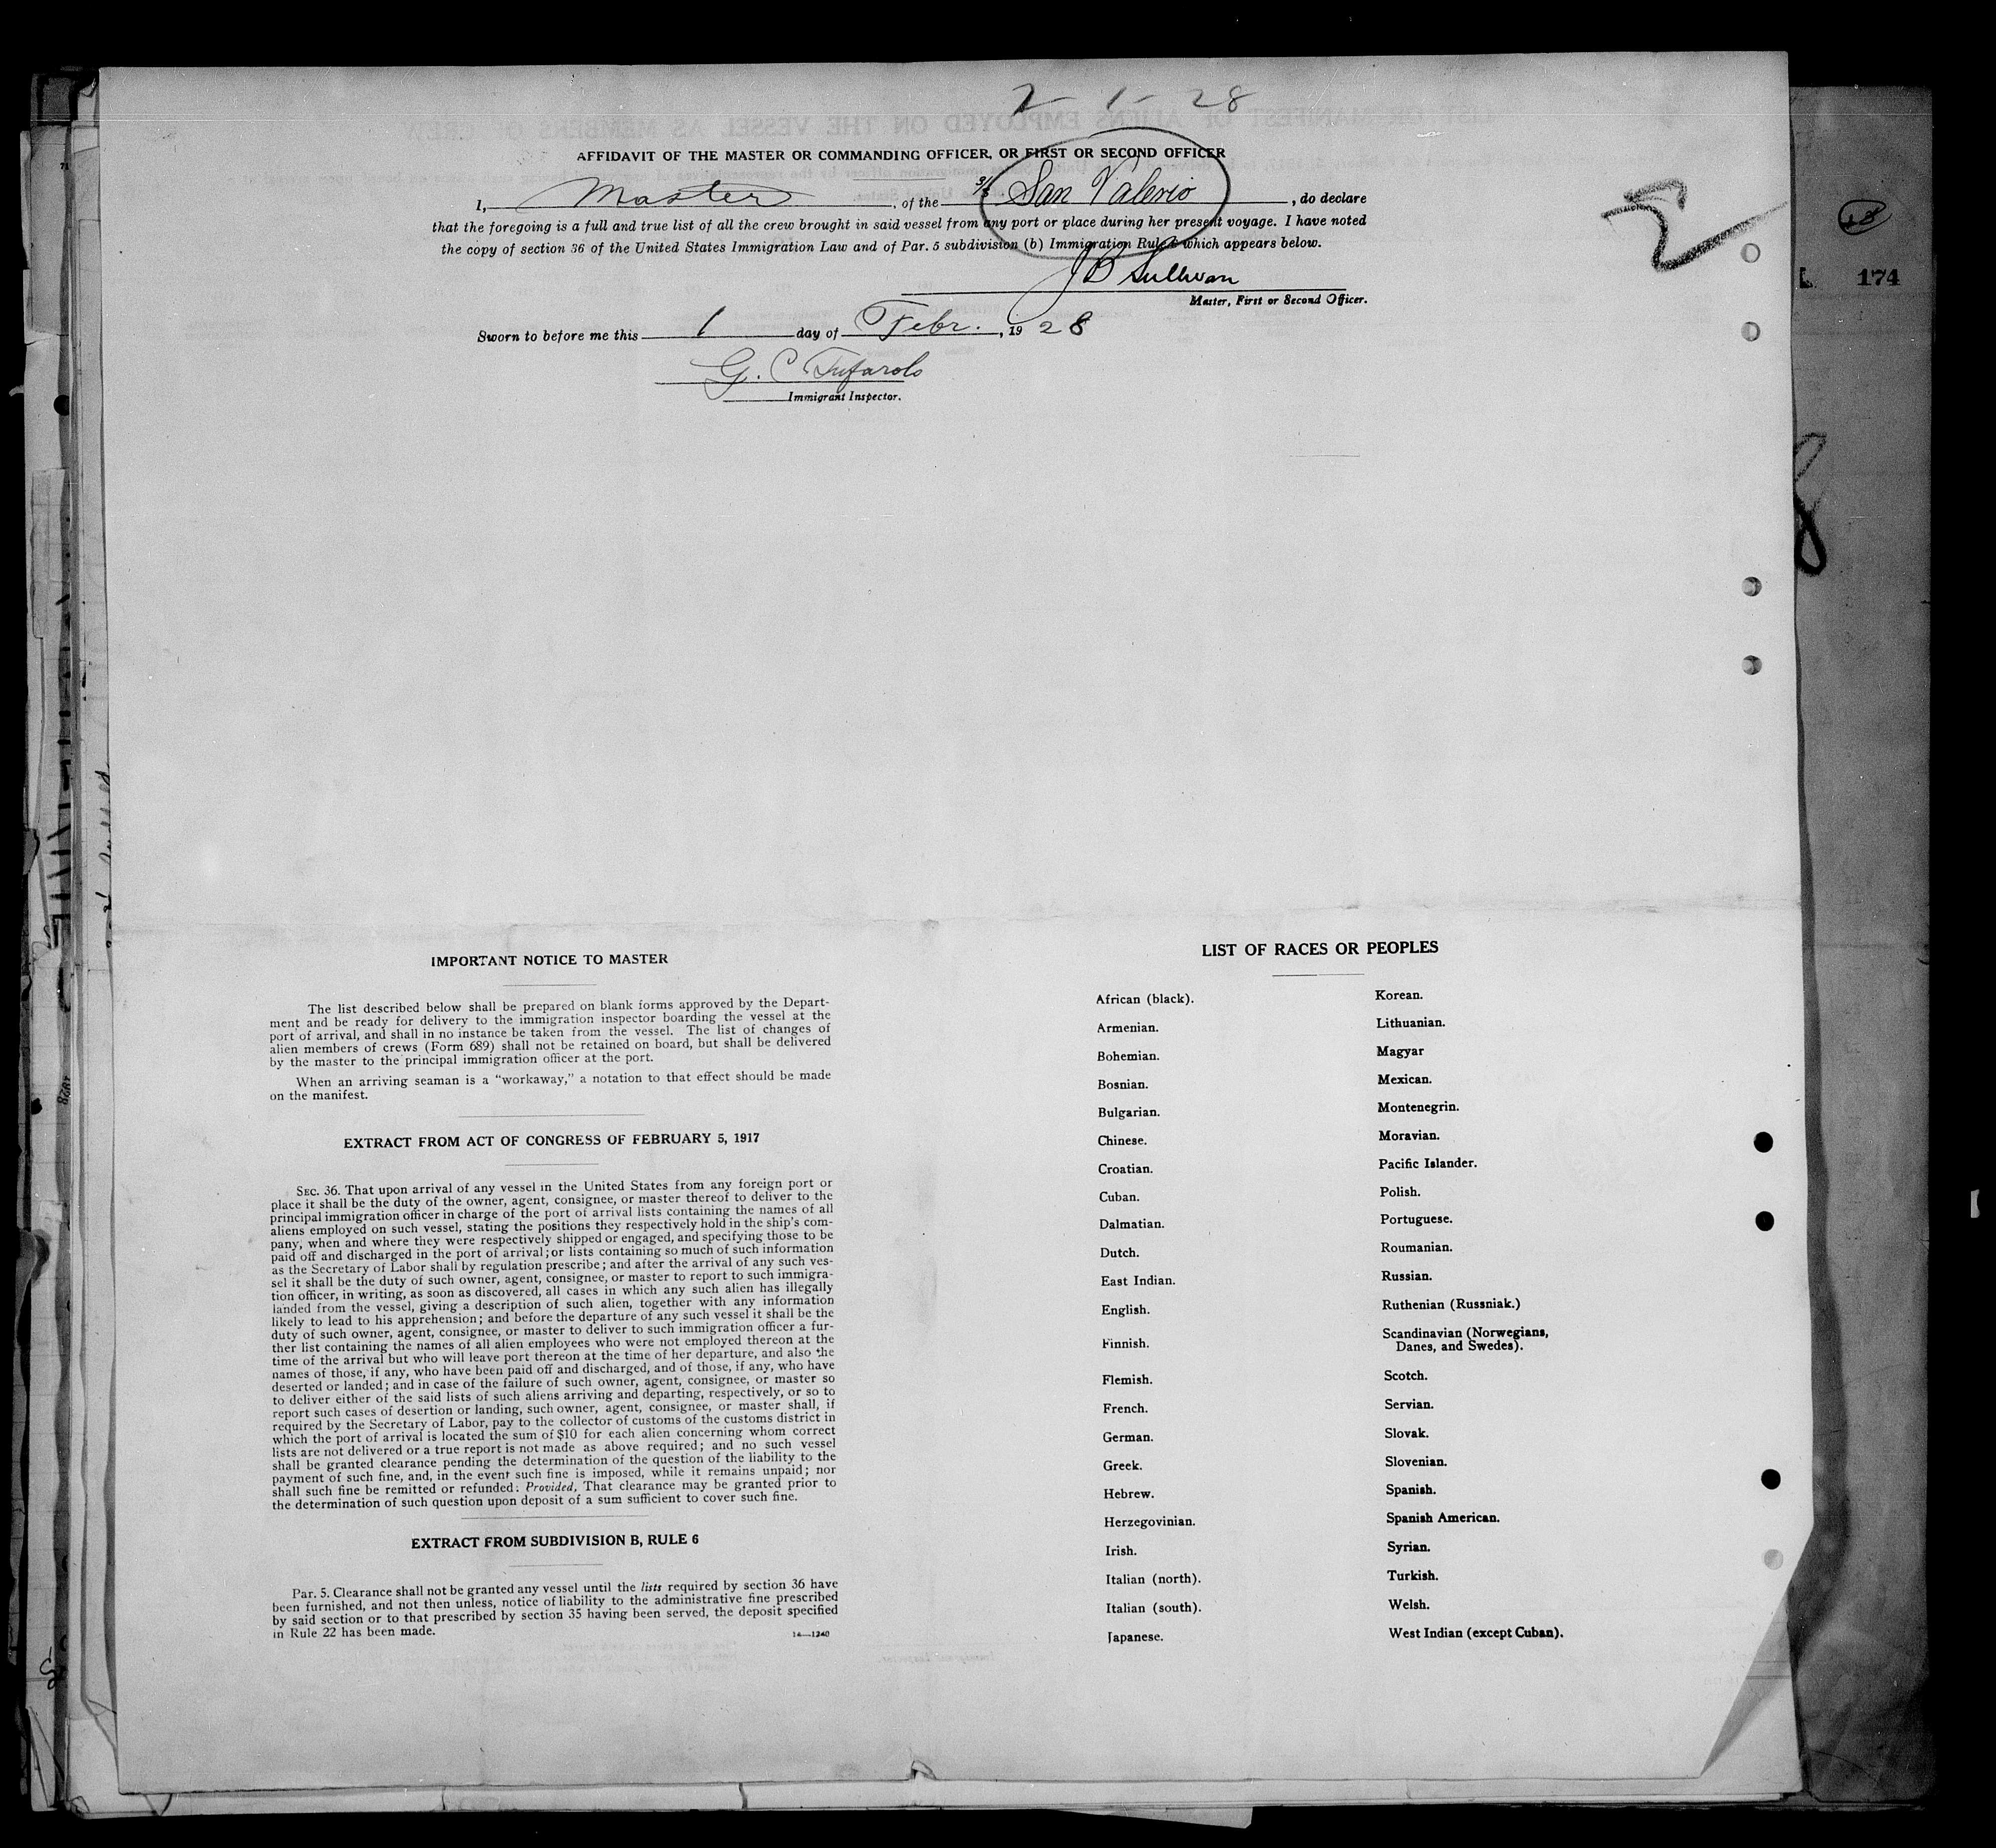 2-1-28
AFFIDAVIT OF THE MASTER OR COMMANDING OFFICER, OR FIRST OR SECOND OFFICER
I, Master, of the S/S San Valerio, do declare
that the foregoing is a full and true list of all the crew brought in said vessel from any port or place during her present voyage. I have noted
the copy of section 36 of the United States Immigration Law and of Par. 5 subdivision (b) Immigration Rule 6 which appears below.
J D Sullivan
Master, First or Second Officer.
Sworn to before me this 1 day of Febr., 1928
G. C.
Immigrant Inspector.
174
IMPORTANT NOTICE TO MASTER
The list described below shall be prepared on blank forms approved by the Depart-
ment and be ready for delivery to the immigration inspector boarding the vessel at the
port of arrival, and shall in no instance be taken from the vessel. The list of changes of
alien members of crews (Form 689) shall not be retained on board, but shall be delivered
by the master to the principal immigration officer at the port.
When an arriving seaman is a “workaway,” a notation to that effect should be made
on the manifest.
EXTRACT FROM ACT OF CONGRESS OF FEBRUARY 5, 1917
SEC. 36. That upon arrival of any vessel in the United States from any foreign port or
place it shall be the duty of the owner, agent, consignee, or master thereof to deliver to the
principal immigration officer in charge of the port of arrival lists containing the names of all
aliens employed on such vessel, stating the positions they respectively hold in the ship's com-
pany, when and where they were respectively shipped or engaged, and specifying those to be
paid off and discharged in the port of arrival; or lists containing so much of such information
as the Secretary of Labor shall by regulation prescribe; and after the arrival of any such ves-
sel it shall be the duty of such owner, agent, consignee, or master to report to such immigra-
tion officer, in writing, as soon as discovered, all cases in which any such alien has illegally
landed from the vessel, giving a description of such alien, together with any information
likely to lead to his apprehension; and before the departure of any such vessel it shall be the
duty of such owner, agent, consignee, or master to deliver to such immigration officer a fur-
ther list containing the names of all alien employees who were not employed thereon at the
time of the arrival but who will leave port thereon at the time of her departure, and also the
names of those, if any, who have been paid off and discharged, and of those, if any, who have
deserted or landed; and in case of the failure of such owner, agent, consignee, or master so
to deliver either of the said lists of such aliens arriving and departing, respectively, or so to
report such cases of desertion or landing, such owner, agent, consignee, or master shall, if
required by the Secretary of Labor, pay to the collector of customs of the customs district in
which the port of arrival is located the sum of $10 for each alien concerning whom correct
lists are not delivered or a true report is not made as above required; and no such vessel
shall be granted clearance pending the determination of the question of the liability to the
payment of such fine, and, in the event such fine is imposed, while it remains unpaid; nor
shall such fine be remitted or refunded: Provided, That clearance may be granted prior to
the determination of such question upon deposit of a sum sufficient to cover such fine.
EXTRACT FROM SUBDIVISION B, RULE 6
Par. 5. Clearance shall not be granted any vessel until the lists required by section 36 have
been furnished, and not then unless, notice of liability to the administrative fine prescribed
by said section or to that prescribed by section 35 having been served, the deposit specified
in Rule 22 has been made.
14—1240
LIST OF RACES OR PEOPLES
African (black).
Armenian.
Bohemian.
Bosnian.
Bulgarian.
Chinese.
Croatian.
Cuban.
Dalmatian.
Dutch.
East Indian.
English.
Finnish.
Flemish.
French.
German.
Greek.
Hebrew.
Herzegovinian.
Irish.
Italian (north).
Italian (south).
Japanese.
Korean.
Lithuanian.
Magyar
Mexican.
Montenegrin.
Moravian.
Pacific Islander.
Polish.
Portuguese.
Roumanian.
Russian.
Ruthenian (Russniak.)
Scandinavian (Norwegians,
Danes, and Swedes).
Scotch.
Servian.
Slovak.
Slovenian.
Spanish.
Spanish American.
Syrian.
Turkish.
Welsh.
West Indian (except Cuban).